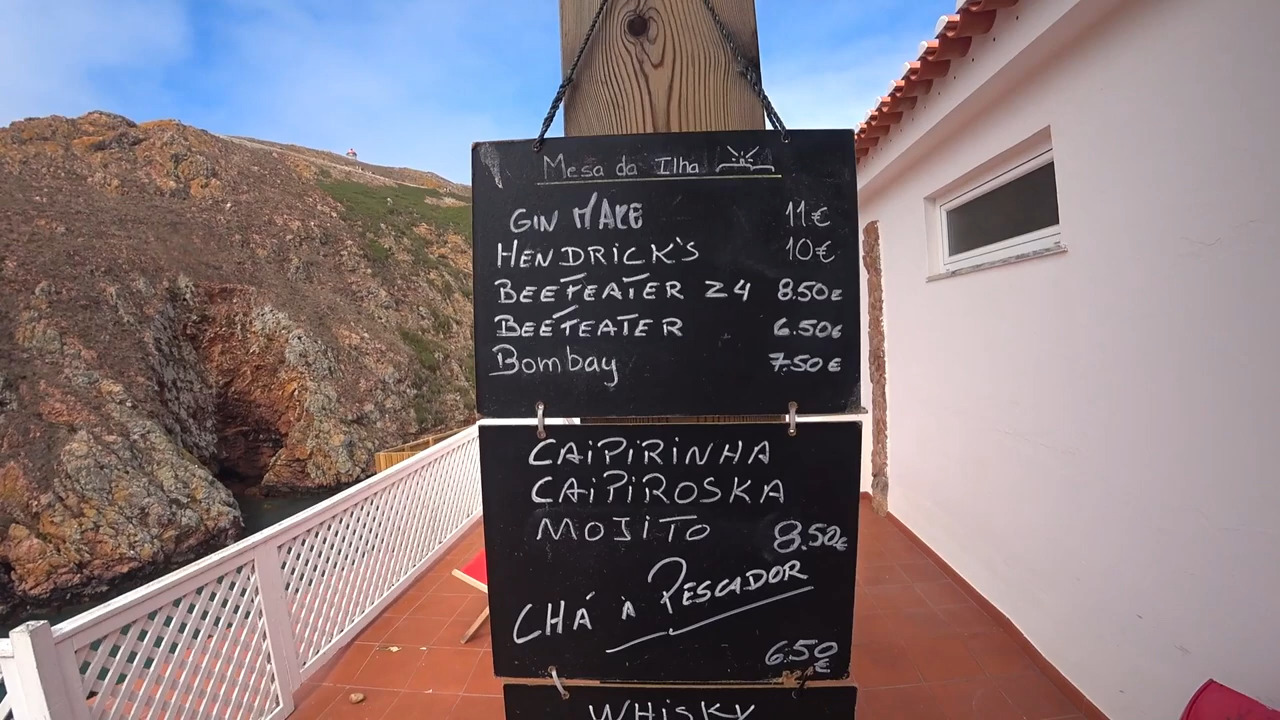 Mesa da Ilha
GIN MARE 11€
HENDRICK'S 10€
BEEFEATER 24 8.50€
BEEFEATER 6.50€
Bombay 7.50€
CAIPIRINHA
CAIPIROSKA
MOJITO 8.50€
CHÁ À PESCADOR
6.50€
WHISKY